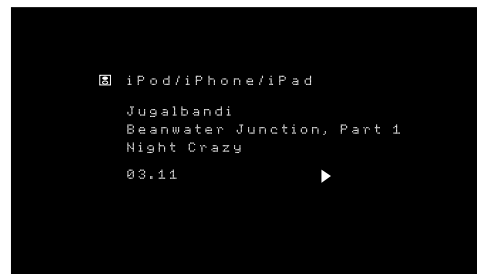 iPod/iPhone/iPad
Jugalbandi
Beanwater Junction, Part 1
Night Crazy
03.11